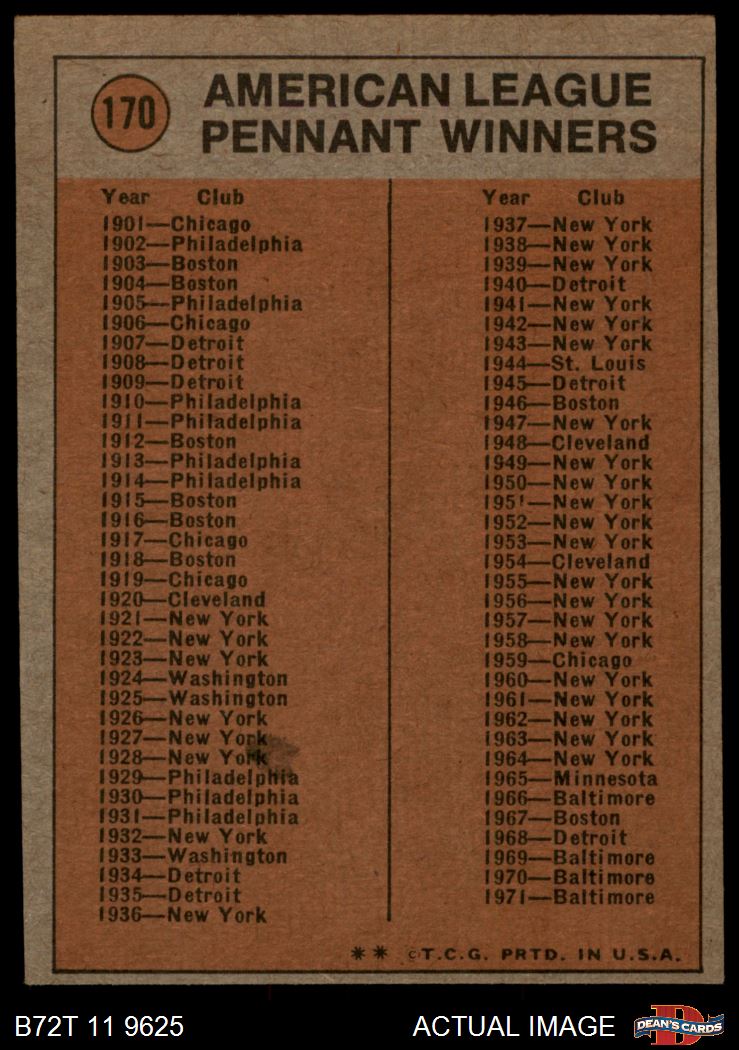 170
AMERICAN LEAGUE
PENNANT WINNERS
Year Club
1901—Chicago
1902—Philadelphia
1903—Boston
1904—Boston
1905—Philadelphia
1906—Chicago
1907—Detroit
1908—Detroit
1909—Detroit
1910—Philadelphia
1911—Philadelphia
1912—Boston
1913—Philadelphia
1914—Philadelphia
1915—Boston
1916—Boston
1917—Chicago
1918—Boston
1919—Chicago
1920—Cleveland
1921—New York
1922—New York
1923—New York
1924—Washington
1925—Washington
1926—New York
1927—New York
1928—New York
1929—Philadelphia
1930—Philadelphia
1931—Philadelphia
1932—New York
1933—Washington
1934—Detroit
1935—Detroit
1936—New York
Year Club
1937—New York
1938—New York
1939—New York
1940—Detroit
1941—New York
1942—New York
1943—New York
1944—St. Louis
1945—Detroit
1946—Boston
1947—New York
1948—Cleveland
1949—New York
1950—New York
1951—New York
1952—New York
1953—New York
1954—Cleveland
1955—New York
1956—New York
1957—New York
1958—New York
1959—Chicago
1960—New York
1961—New York
1962—New York
1963—New York
1964—New York
1965—Minnesota
1966—Baltimore
1967—Boston
1968—Detroit
1969—Baltimore
1970—Baltimore
1971—Baltimore
** ©T.C.G. PRTD. IN U.S.A.
B72T 11 9625 ACTUAL IMAGE
DEAN'S CARDS